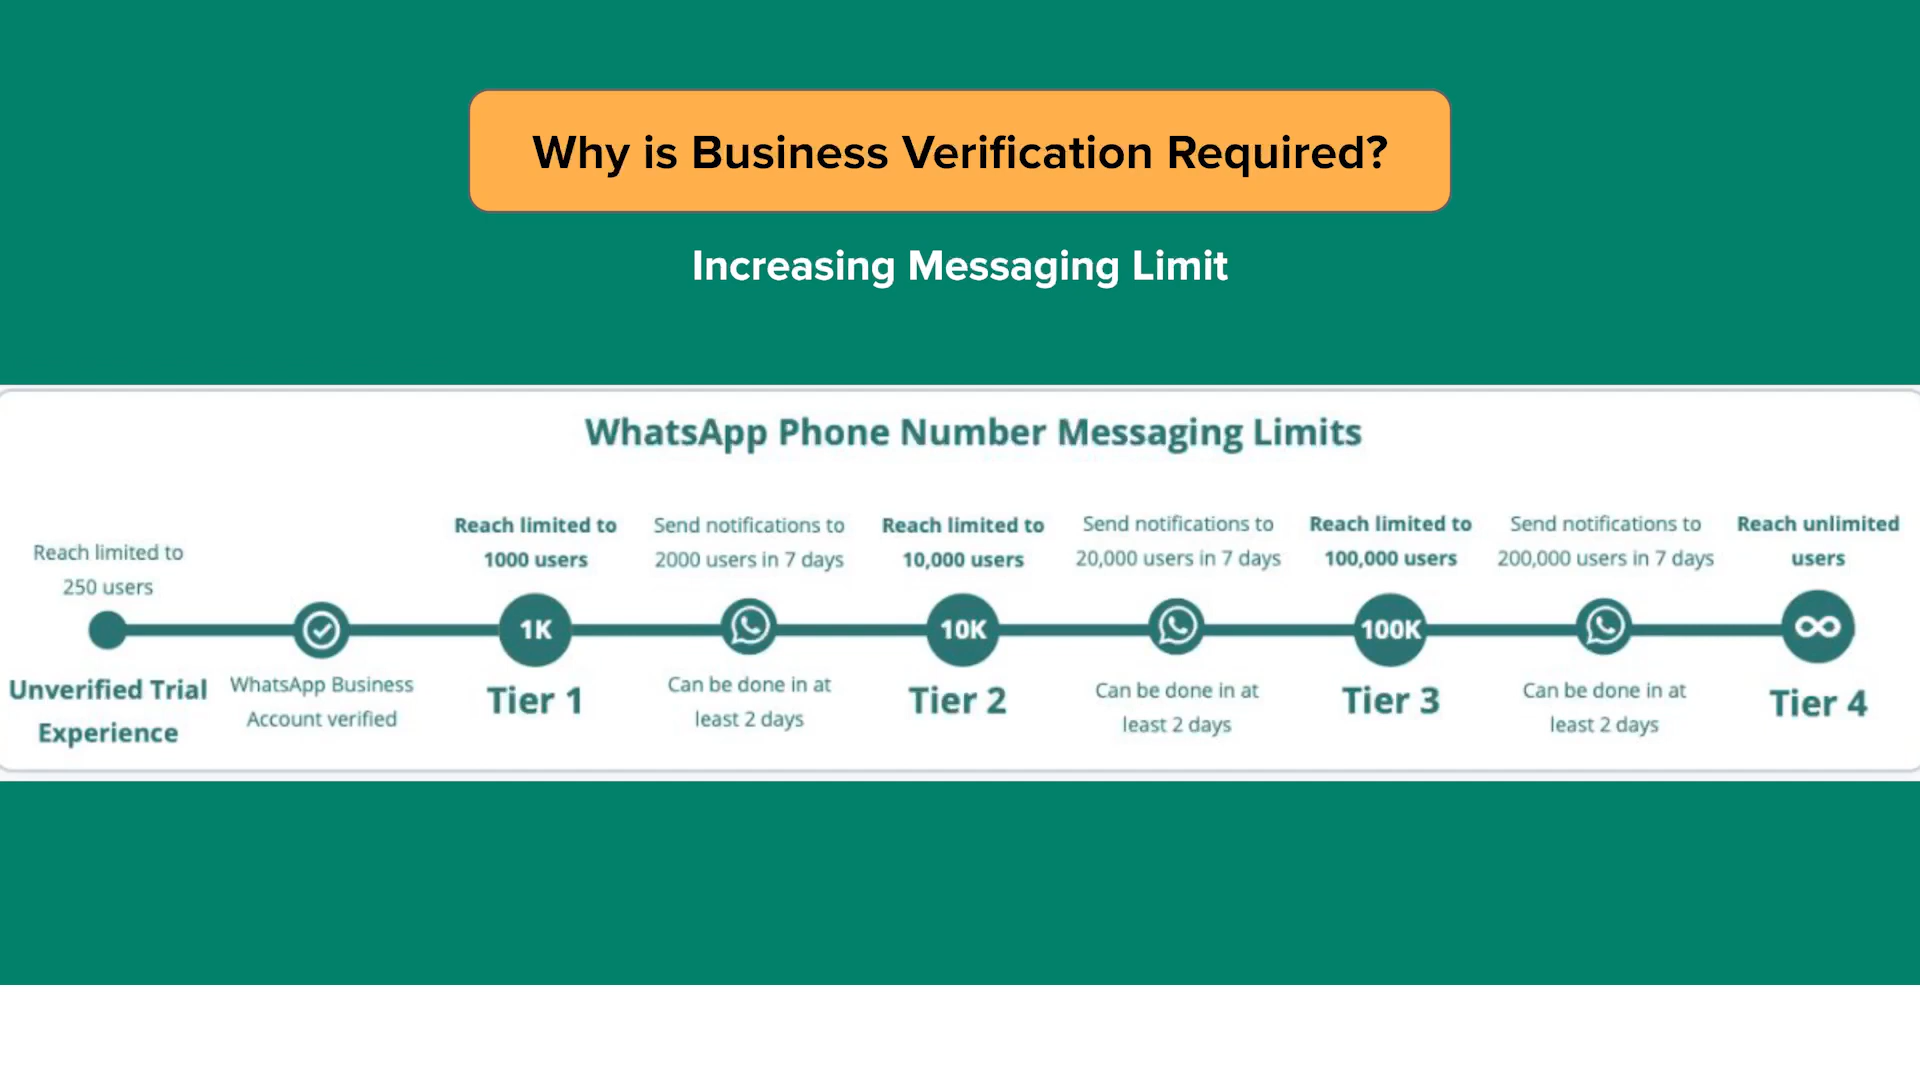 Why is Business Verification Required?
Increasing Messaging Limit
WhatsApp Phone Number Messaging Limits
Reach limited to
250 users
Unverified Trial
Experience
WhatsApp Business
Account verified
Reach limited to
1000 users
1K
Tier 1
Send notifications to
2000 users in 7 days
Can be done in at
least 2 days
Reach limited to
10,000 users
10K
Tier 2
Send notifications to
20,000 users in 7 days
Can be done in at
least 2 days
Reach limited to
100,000 users
100K
Tier 3
Send notifications to
200,000 users in 7 days
Can be done in at
least 2 days
Reach unlimited
users
∞
Tier 4